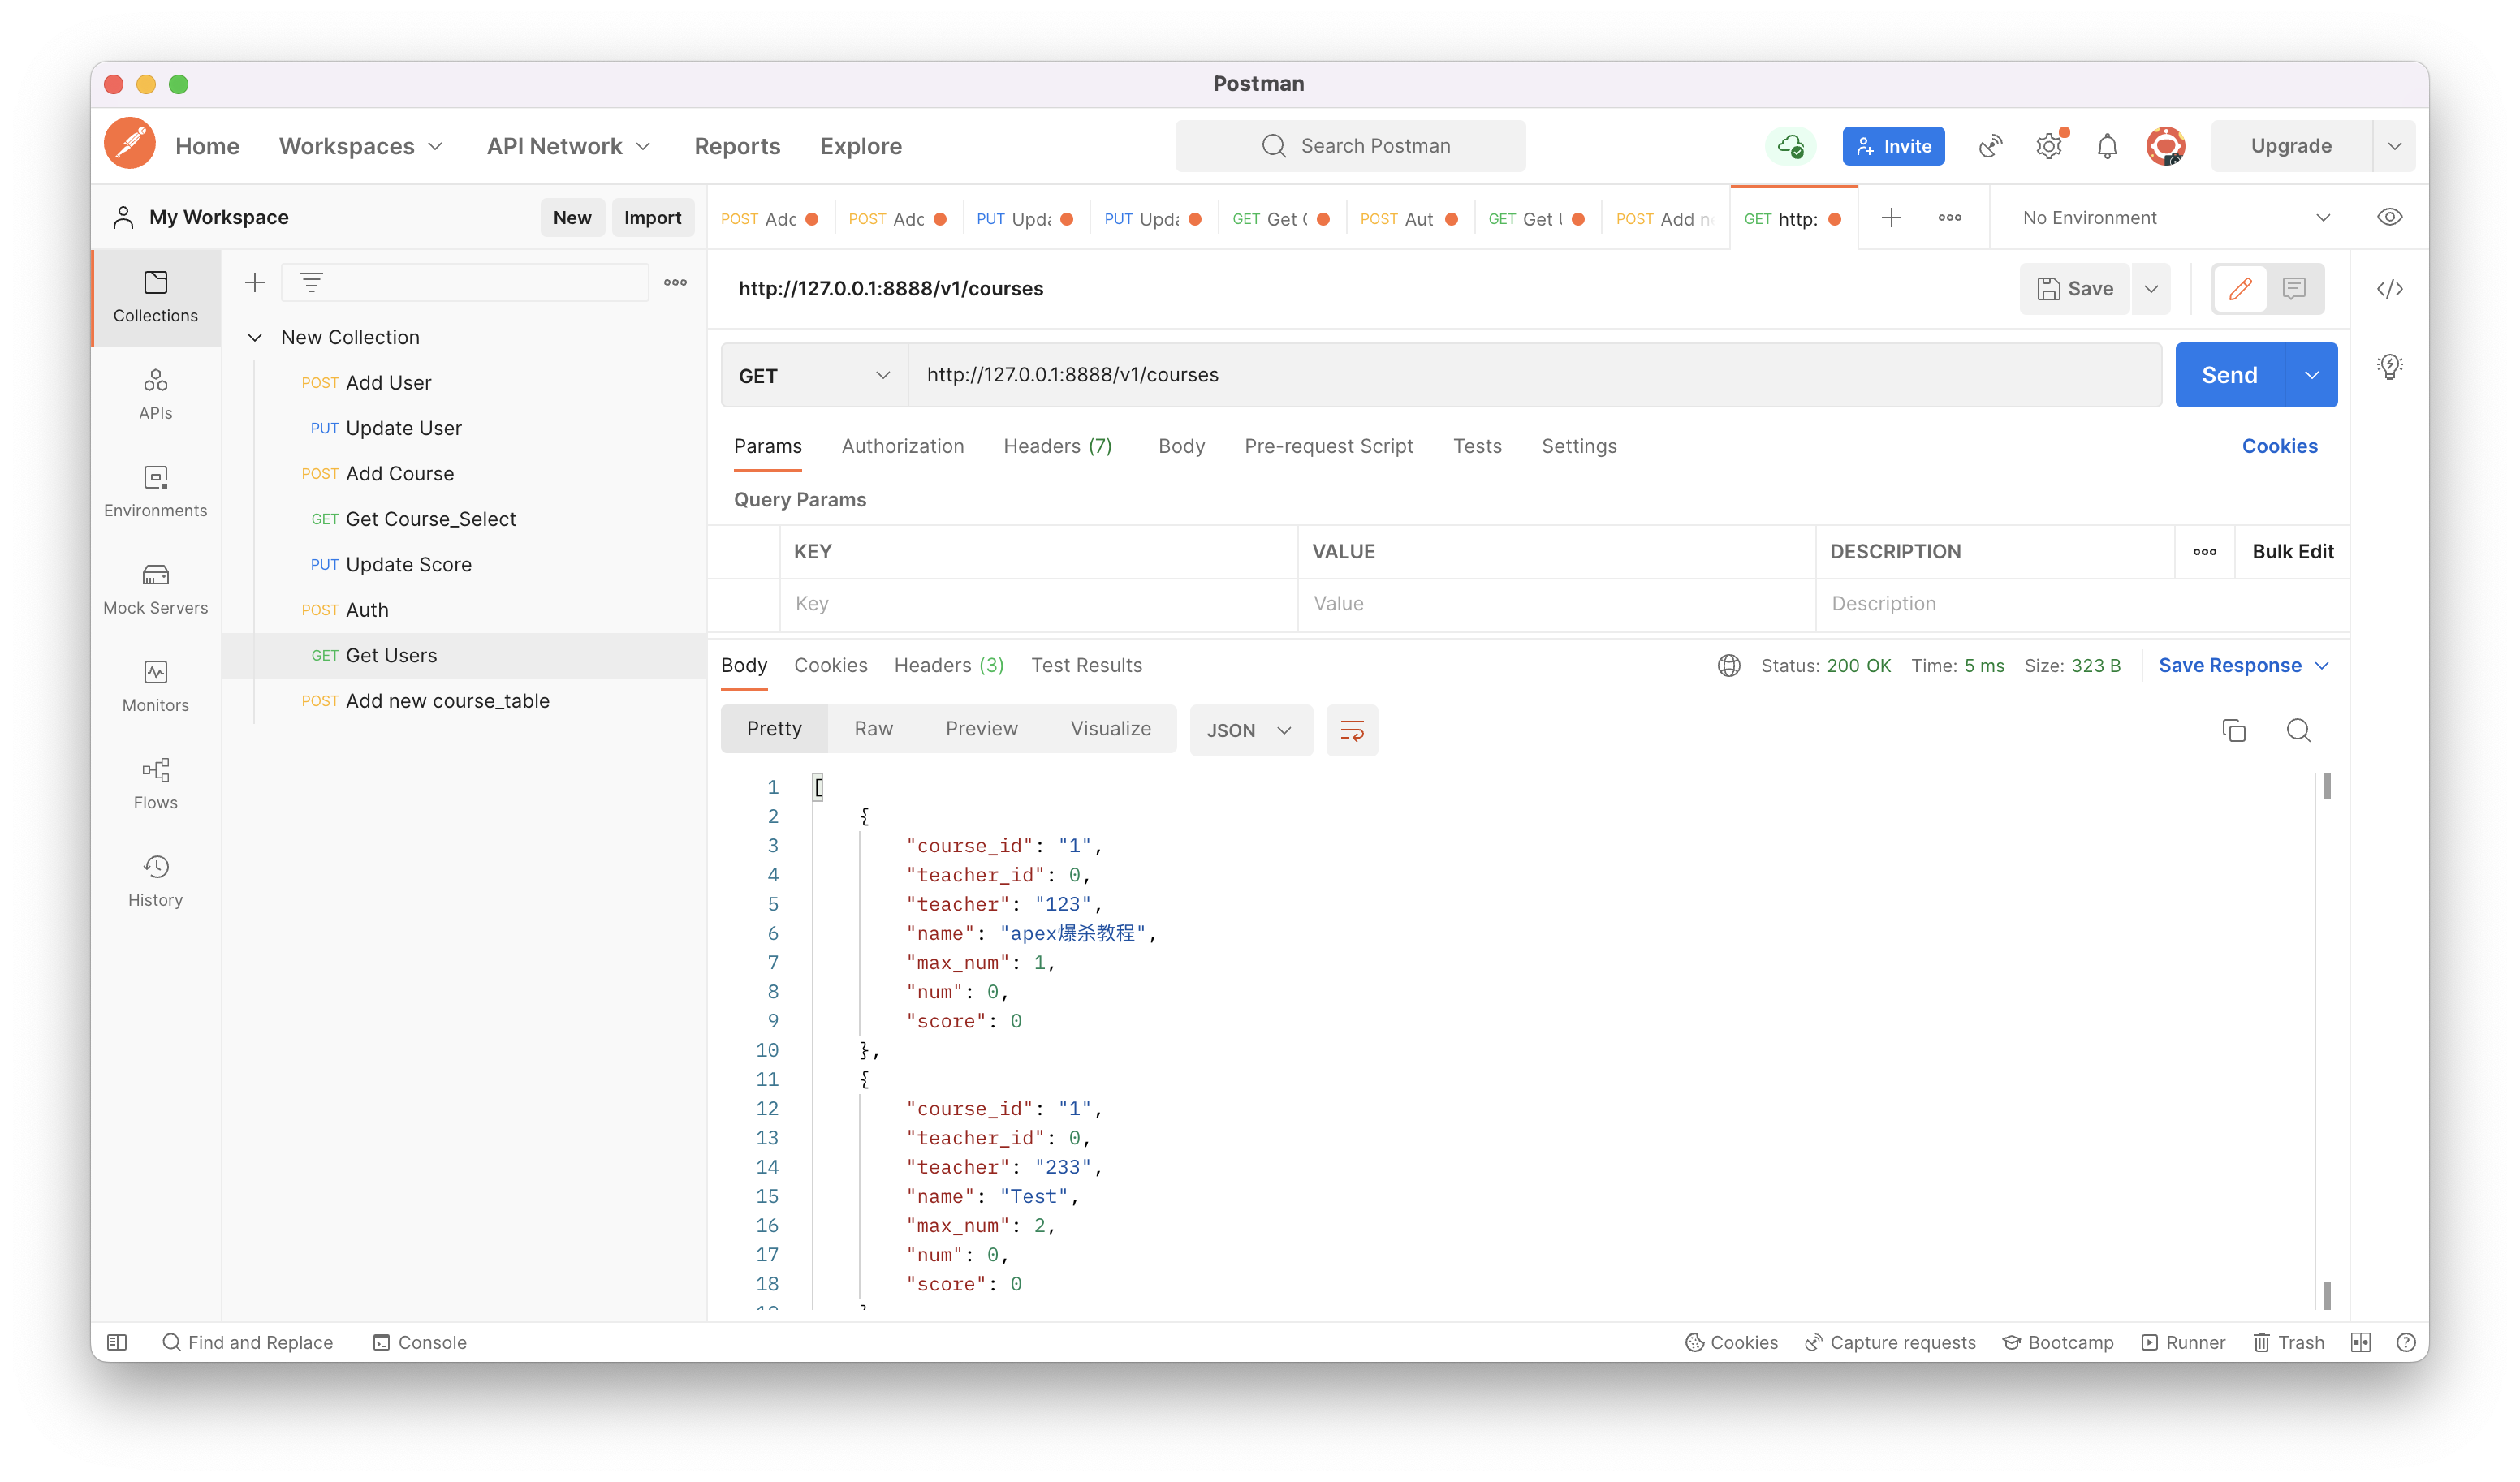 Postman
Home Workspaces API Network Reports Explore Search Postman Invite Upgrade
My Workspace New Import
POST Adc POST Adc PUT Upda PUT Upda GET Get POST Aut GET Get POST Add GET http: No Environment
Collections
APIs
Environments
Mock Servers
Monitors
Flows
History
New Collection
POST Add User
PUT Update User
POST Add Course
GET Get Course_Select
PUT Update Score
POST Auth
GET Get Users
POST Add new course_table
http://127.0.0.1:8888/v1/courses Save
GET http://127.0.0.1:8888/v1/courses Send
Params Authorization Headers (7) Body Pre-request Script Tests Settings Cookies
Query Params
KEY VALUE DESCRIPTION Bulk Edit
Key Value Description
Body Cookies Headers (3) Test Results Status: 200 OK Time: 5 ms Size: 323 B Save Response
Pretty Raw Preview Visualize JSON
1 [
2 {
3 "course_id": "1",
4 "teacher_id": 0,
5 "teacher": "123",
6 "name": "apex爆杀教程",
7 "max_num": 1,
8 "num": 0,
9 "score": 0
10 },
11 {
12 "course_id": "1",
13 "teacher_id": 0,
14 "teacher": "233",
15 "name": "Test",
16 "max_num": 2,
17 "num": 0,
18 "score": 0
Find and Replace Console Cookies Capture requests Bootcamp Runner Trash